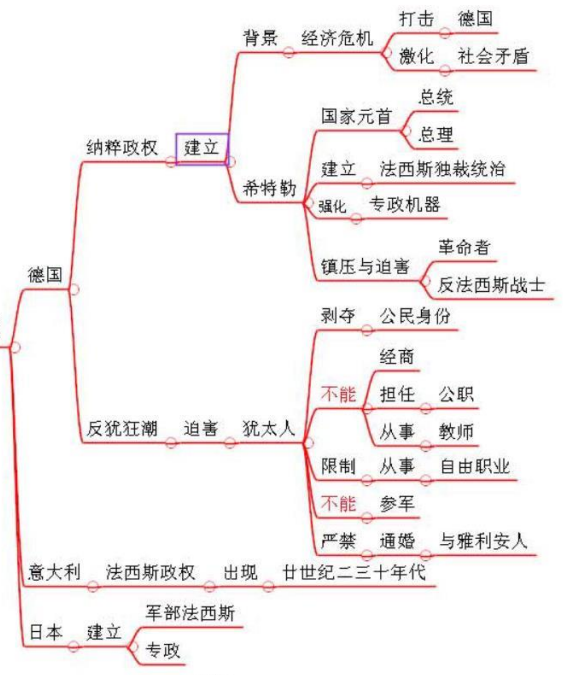 德国
纳粹政权 建立
背景 经济危机
打击 德国
激化 社会矛盾
希特勒
国家元首
总统
总理
建立 法西斯独裁统治
强化 专政机器
镇压与迫害
革命者
反法西斯战士
反犹狂潮 迫害 犹太人
剥夺 公民身份
不能
经商
担任 公职
从事 教师
限制 从事 自由职业
不能 参军
严禁 通婚 与雅利安人
意大利 法西斯政权 出现 廿世纪二三十年代
日本 建立
军部法西斯
专政